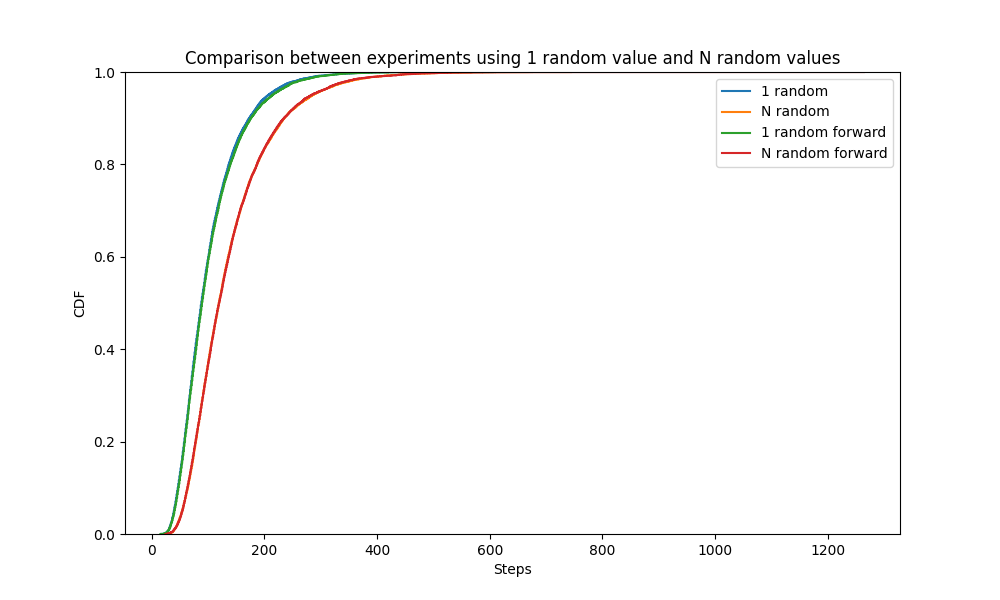 Comparison between experiments using 1 random value and N random values
1.0
0.8
0.6
0.4
0.2
0.0
CDF
1 random
N random
1 random forward
N random forward
0 200 400 600 800 1000 1200
Steps